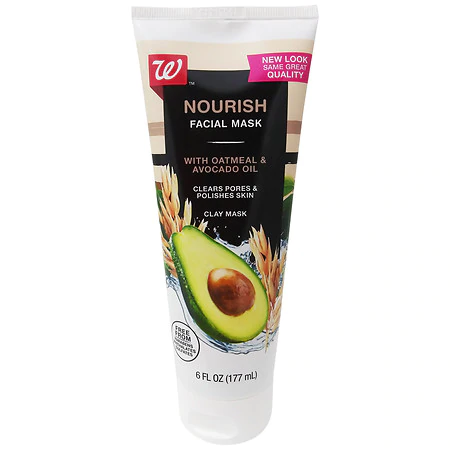 W
TM
NEW LOOK
SAME GREAT
QUALITY
NOURISH
FACIAL MASK
WITH OATMEAL &
AVOCADO OIL
CLEARS PORES &
POLISHES SKIN
CLAY MASK
FREE
FROM
6 FL OZ (177 mL)